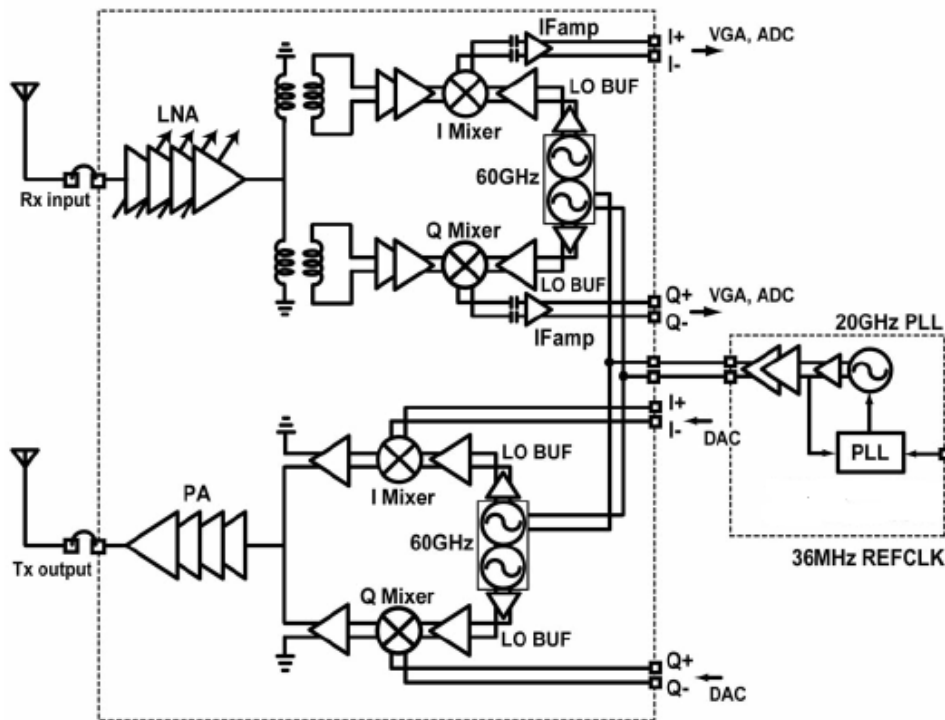 IFamp
I+
I-
VGA, ADC
LNA
LO BUF
I Mixer
60GHz
Rx input
Q Mixer
LO BUF
Q+
Q-
VGA, ADC
IFamp
20GHz PLL
I+
I-
DAC
PLL
LO BUF
I Mixer
PA
60GHz
Tx output
36MHz REFCLK
Q Mixer
LO BUF
Q+
Q-
DAC